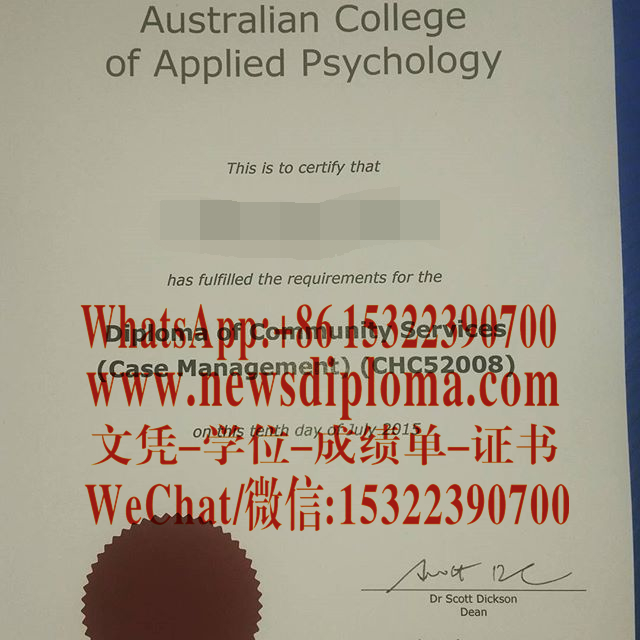 Australian College
of Applied Psychology
This is to certify that
has fulfilled the requirements for the
WhatsApp:+86 15322390700
Diploma of Community Services
(Case Management) (CHC52008)
www.newsdiploma.com
on this tenth day of July 2015
文凭-学位-成绩单-证书
WeChat/微信:15322390700
Dr Scott Dickson
Dean